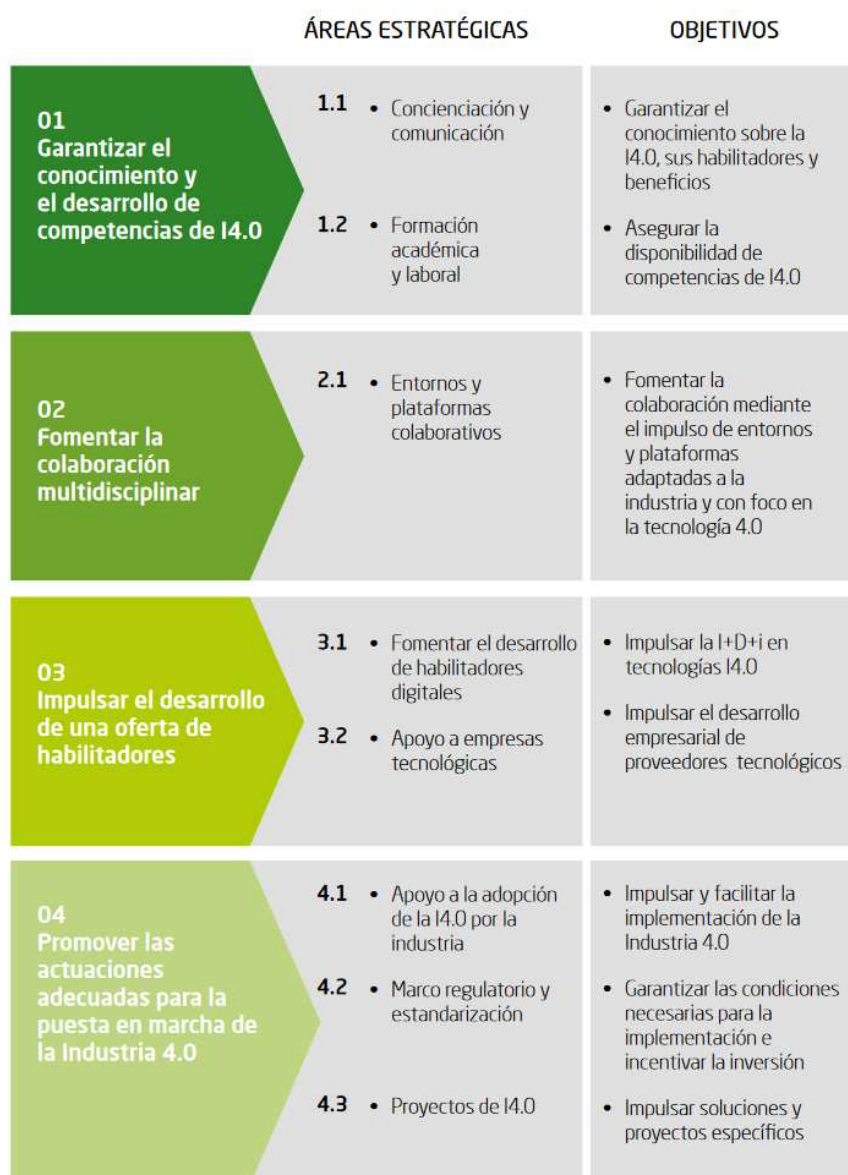 ÁREAS ESTRATÉGICAS
OBJETIVOS
01
Garantizar el
conocimiento y
el desarrollo de
competencias de I4.0
1.1 • Concienciación y
comunicación
1.2 • Formación
académica
y laboral
• Garantizar el
conocimiento sobre la
I4.0, sus habilitadores y
beneficios
• Asegurar la
disponibilidad de
competencias de I4.0
02
Fomentar la
colaboración
multidisciplinar
2.1 • Entornos y
plataformas
colaborativos
• Fomentar la
colaboración mediante
el impulso de entornos
y plataformas
adaptadas a la
industria y con foco en
la tecnología 4.0
03
Impulsar el desarrollo
de una oferta de
habilitadores
3.1 • Fomentar el desarrollo
de habilitadores
digitales
3.2 • Apoyo a empresas
tecnológicas
• Impulsar la I+D+i en
tecnologías I4.0
• Impulsar el desarrollo
empresarial de
proveedores tecnológicos
04
Promover las
actuaciones
adecuadas para la
puesta en marcha de
la Industria 4.0
4.1 • Apoyo a la adopción
de la I4.0 por la
industria
4.2 • Marco regulatorio y
estandarización
4.3 • Proyectos de I4.0
• Impulsar y facilitar la
implementación de la
Industria 4.0
• Garantizar las condiciones
necesarias para la
implementación e
incentivar la inversión
• Impulsar soluciones y
proyectos específicos